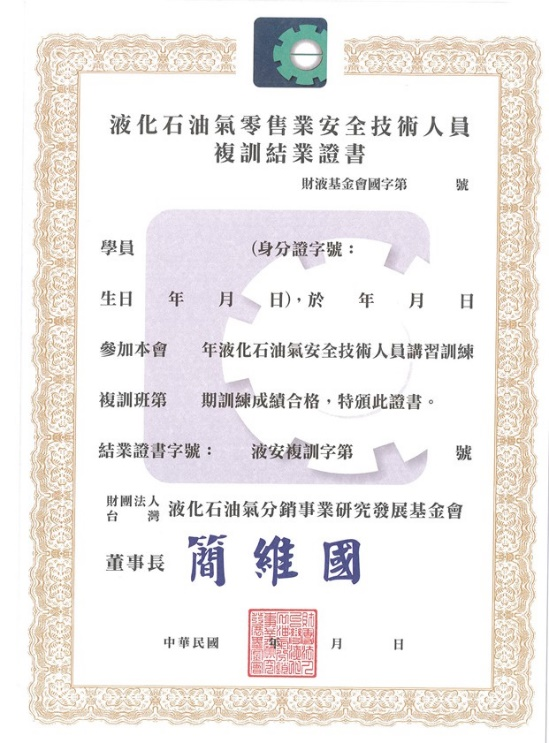 液化石油氣零售業安全技術人員
複訓結業證書
財液基金會國字第　　　號
學員　　　　　　(身分證字號：
生日　　年　　月　　日)，於　　年　　月　　日
參加本會　　年液化石油氣安全技術人員講習訓練
複訓班第　　期訓練成績合格，特頒此證書。
結業證書字號：　　液安複訓字第　　　　　　號
財團法人
台灣　液化石油氣分銷事業研究發展基金會
董事長　簡維國
中華民國　　　年　　　月　　　日